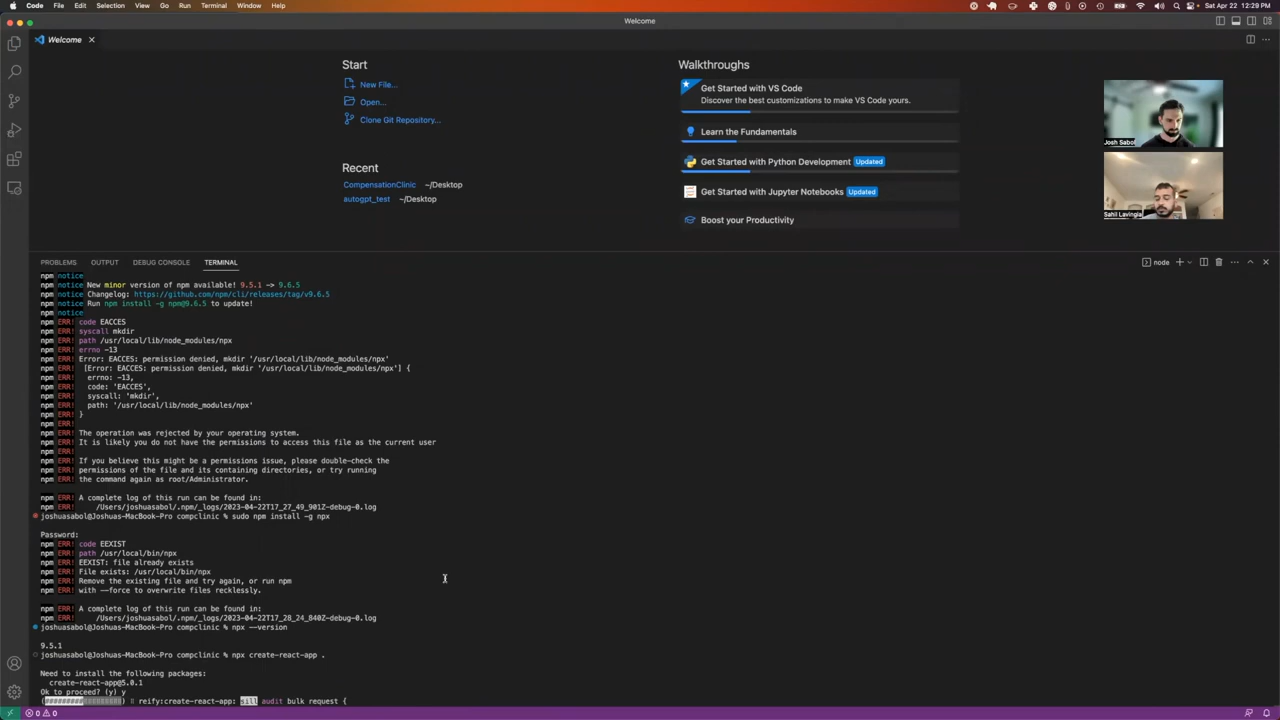 Code File Edit Selection View Go Run Terminal Window Help
Sat Apr 22 12:29 PM
Welcome
Welcome
Start
New File...
Open...
Clone Git Repository...
Recent
CompensationClinic ~/Desktop
autogpt_test ~/Desktop
Walkthroughs
Get Started with VS Code
Discover the best customizations to make VS Code yours.
Learn the Fundamentals
Get Started with Python Development Updated
Get Started with Jupyter Notebooks Updated
Boost your Productivity
Josh Sabol
Sahil Lavingia
PROBLEMS OUTPUT DEBUG CONSOLE TERMINAL
node
npm notice
npm notice New minor version of npm available! 9.5.1 -> 9.6.5
npm notice Changelog: https://github.com/npm/cli/releases/tag/v9.6.5
npm notice Run npm install -g npm@9.6.5 to update!
npm notice
npm ERR! code EACCES
npm ERR! syscall mkdir
npm ERR! path /usr/local/lib/node_modules/npx
npm ERR! errno -13
npm ERR! Error: EACCES: permission denied, mkdir '/usr/local/lib/node_modules/npx'
npm ERR!  [Error: EACCES: permission denied, mkdir '/usr/local/lib/node_modules/npx'] {
npm ERR!   errno: -13,
npm ERR!   code: 'EACCES',
npm ERR!   syscall: 'mkdir',
npm ERR!   path: '/usr/local/lib/node_modules/npx'
npm ERR! }
npm ERR!
npm ERR! The operation was rejected by your operating system.
npm ERR! It is likely you do not have the permissions to access this file as the current user
npm ERR!
npm ERR! If you believe this might be a permissions issue, please double-check the
npm ERR! permissions of the file and its containing directories, or try running
npm ERR! the command again as root/Administrator.
npm ERR! A complete log of this run can be found in:
npm ERR!     /Users/joshuasabol/.npm/_logs/2023-04-22T17_27_49_901Z-debug-0.log
joshuasabol@Joshuas-MacBook-Pro compclinic % sudo npm install -g npx
Password:
npm ERR! code EEXIST
npm ERR! path /usr/local/bin/npx
npm ERR! EEXIST: file already exists
npm ERR! File exists: /usr/local/bin/npx
npm ERR! Remove the existing file and try again, or run npm
npm ERR! with --force to overwrite files recklessly.
npm ERR! A complete log of this run can be found in:
npm ERR!     /Users/joshuasabol/.npm/_logs/2023-04-22T17_28_24_840Z-debug-0.log
joshuasabol@Joshuas-MacBook-Pro compclinic % npx --version
9.5.1
joshuasabol@Joshuas-MacBook-Pro compclinic % npx create-react-app .
Need to install the following packages:
create-react-app@5.0.1
Ok to proceed? (y) y
reify:create-react-app: sill audit bulk request {
0 0